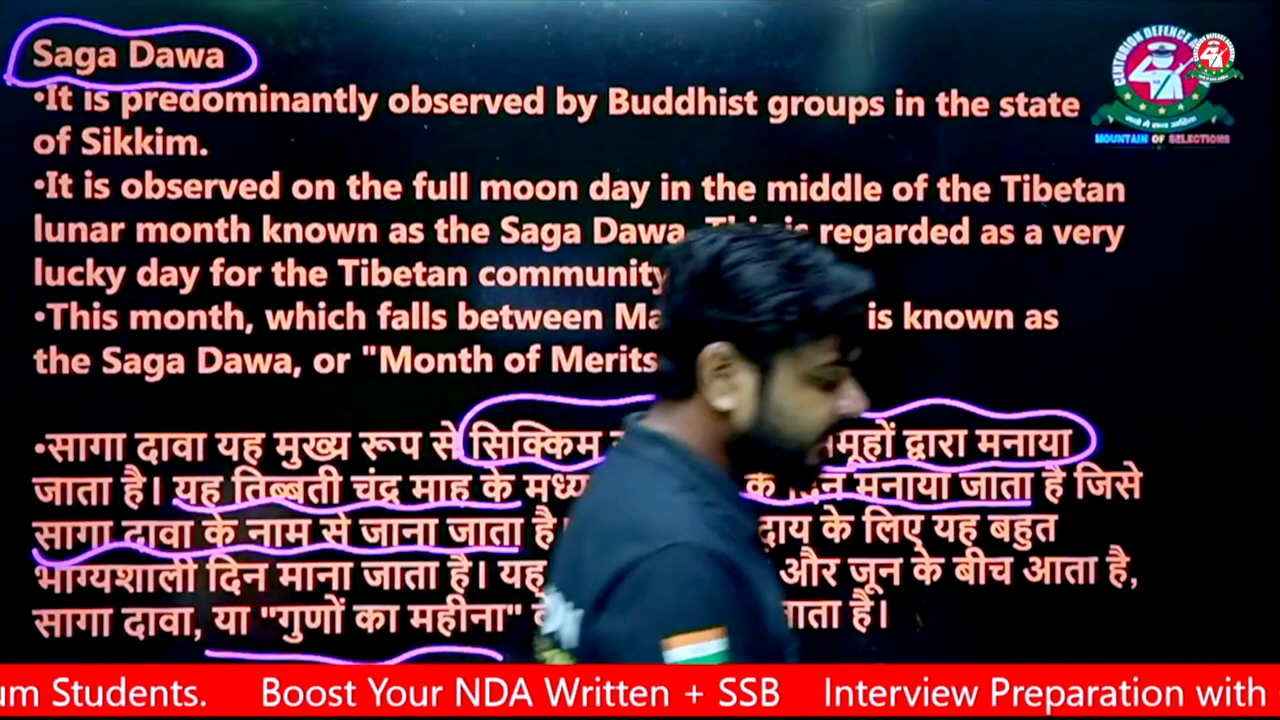 Saga Dawa
•It is predominantly observed by Buddhist groups in the state
of Sikkim.
•It is observed on the full moon day in the middle of the Tibetan
lunar month known as the Saga Dawa. This is regarded as a very
lucky day for the Tibetan community
•This month, which falls between is known as
the Saga Dawa, or "Month of Merits
•सागा दावा यह मुख्य रूप से सिक्किम द्वारा मनाया
जाता है। यह तिब्बती चंद्र माह के मध्य के दिन मनाया जाता है जिसे
सागा दावा के नाम से जाना जाता है। के लिए यह बहुत
भाग्यशाली दिन माना जाता है। यह और जून के बीच आता है,
सागा दावा, या "गुणों का महीना" है।
CENTURION DEFENCE
MOUNTAIN OF SELECTIONS
Students. Boost Your NDA Written + SSB Interview Preparation with